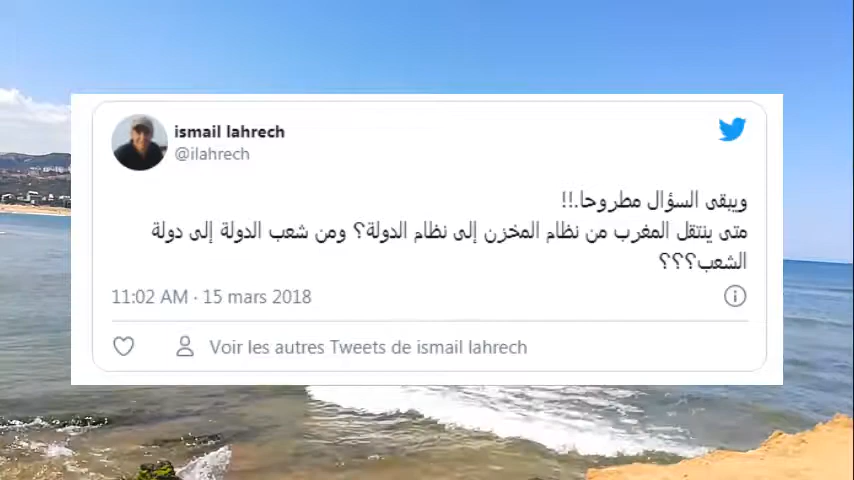 ismail lahrech
@ilahrech
ويبقى السؤال مطروحا.!!
متى ينتقل المغرب من نظام المخزن إلى نظام الدولة؟ ومن شعب الدولة إلى دولة
الشعب؟؟؟
11:02 AM · 15 mars 2018
Voir les autres Tweets de ismail lahrech